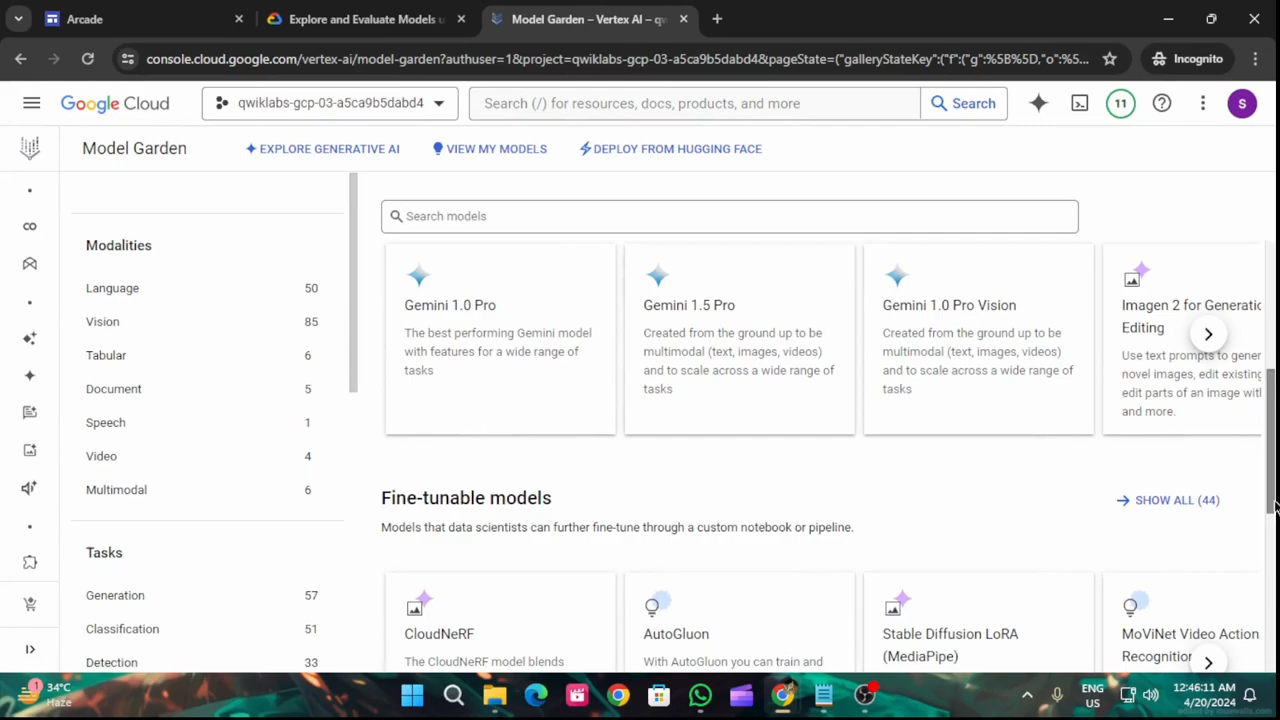 Arcade
Explore and Evaluate Models u
Model Garden – Vertex AI – qw
console.cloud.google.com/vertex-ai/model-garden?authuser=1&project=qwiklabs-gcp-03-a5ca9b5dabd4&pageState=("galleryStateKey":("f":("g":%5B%5D,"o":%5...
Incognito
Google Cloud
qwiklabs-gcp-03-a5ca9b5dabd4
Search (/) for resources, docs, products, and more
Search
11
S
Model Garden
EXPLORE GENERATIVE AI
VIEW MY MODELS
DEPLOY FROM HUGGING FACE
Modalities
Language 50
Vision 85
Tabular 6
Document 5
Speech 1
Video 4
Multimodal 6
Tasks
Generation 57
Classification 51
Detection 33
Search models
Gemini 1.0 Pro
The best performing Gemini model
with features for a wide range of
tasks
Gemini 1.5 Pro
Created from the ground up to be
multimodal (text, images, videos)
and to scale across a wide range of
tasks
Gemini 1.0 Pro Vision
Created from the ground up to be
multimodal (text, images, videos)
and to scale across a wide range of
tasks
Imagen 2 for Generatio
Editing
Use text prompts to gener
novel images, edit existing
edit parts of an image with
and more.
Fine-tunable models
SHOW ALL (44)
Models that data scientists can further fine-tune through a custom notebook or pipeline.
CloudNeRF
The CloudNeRF model blends
AutoGluon
With AutoGluon you can train and
Stable Diffusion LoRA
(MediaPipe)
MoViNet Video Action
Recognition
1
34°C
Haze
ENG
US
12:46:11 AM
4/20/2024